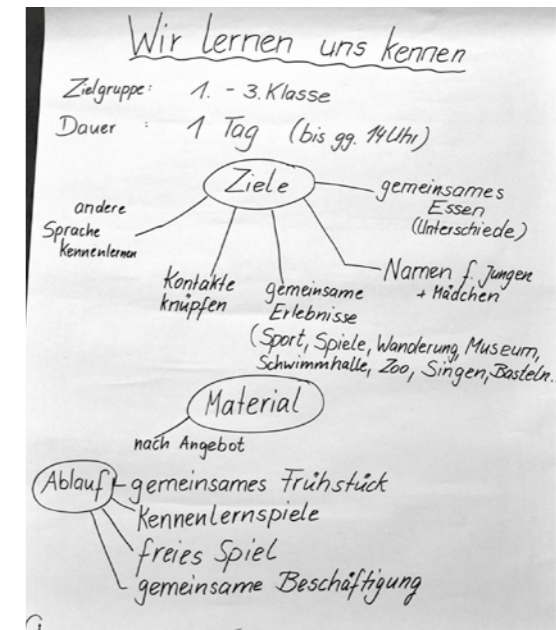 Wir lernen uns kennen
Zielgruppe: 1. - 3. Klasse
Dauer : 1 Tag (bis gg. 14 Uhr)
Ziele
gemeinsames
Essen
(Unterschiede)
andere
Sprache
Kennenlernen
Kontakte
knüpfen
gemeinsame
Erlebnisse
(Sport, Spiele, Wanderung, Museum,
Schwimmhalle, Zoo, Singen, Basteln..
Namen f. Jungen
+ Mädchen
Material
nach Angebot
Ablauf
- gemeinsames Frühstück
Kennenlernspiele
freies Spiel
gemeinsame Beschäftigung